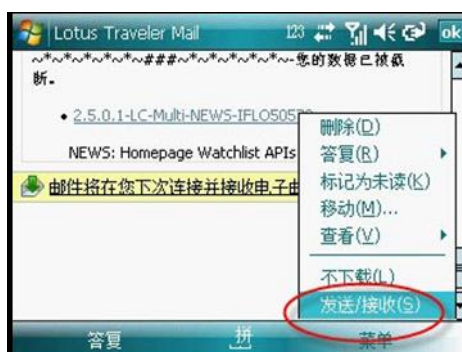 Lotus Traveler Mail 123 ok
~*~*~*~*~*~###~*~*~*~*~*~-您的数据已被截
断。
• 2.5.0.1-LC-Multi-NEWS-IFLO50570
NEWS: Homepage Watchlist APIs
邮件将在您下次连接并接收电子由
删除(D)
答复(R)
标记为未读(K)
移动(M)...
查看(V)
不下载(L)
发送/接收(S)
答复 拼 菜单